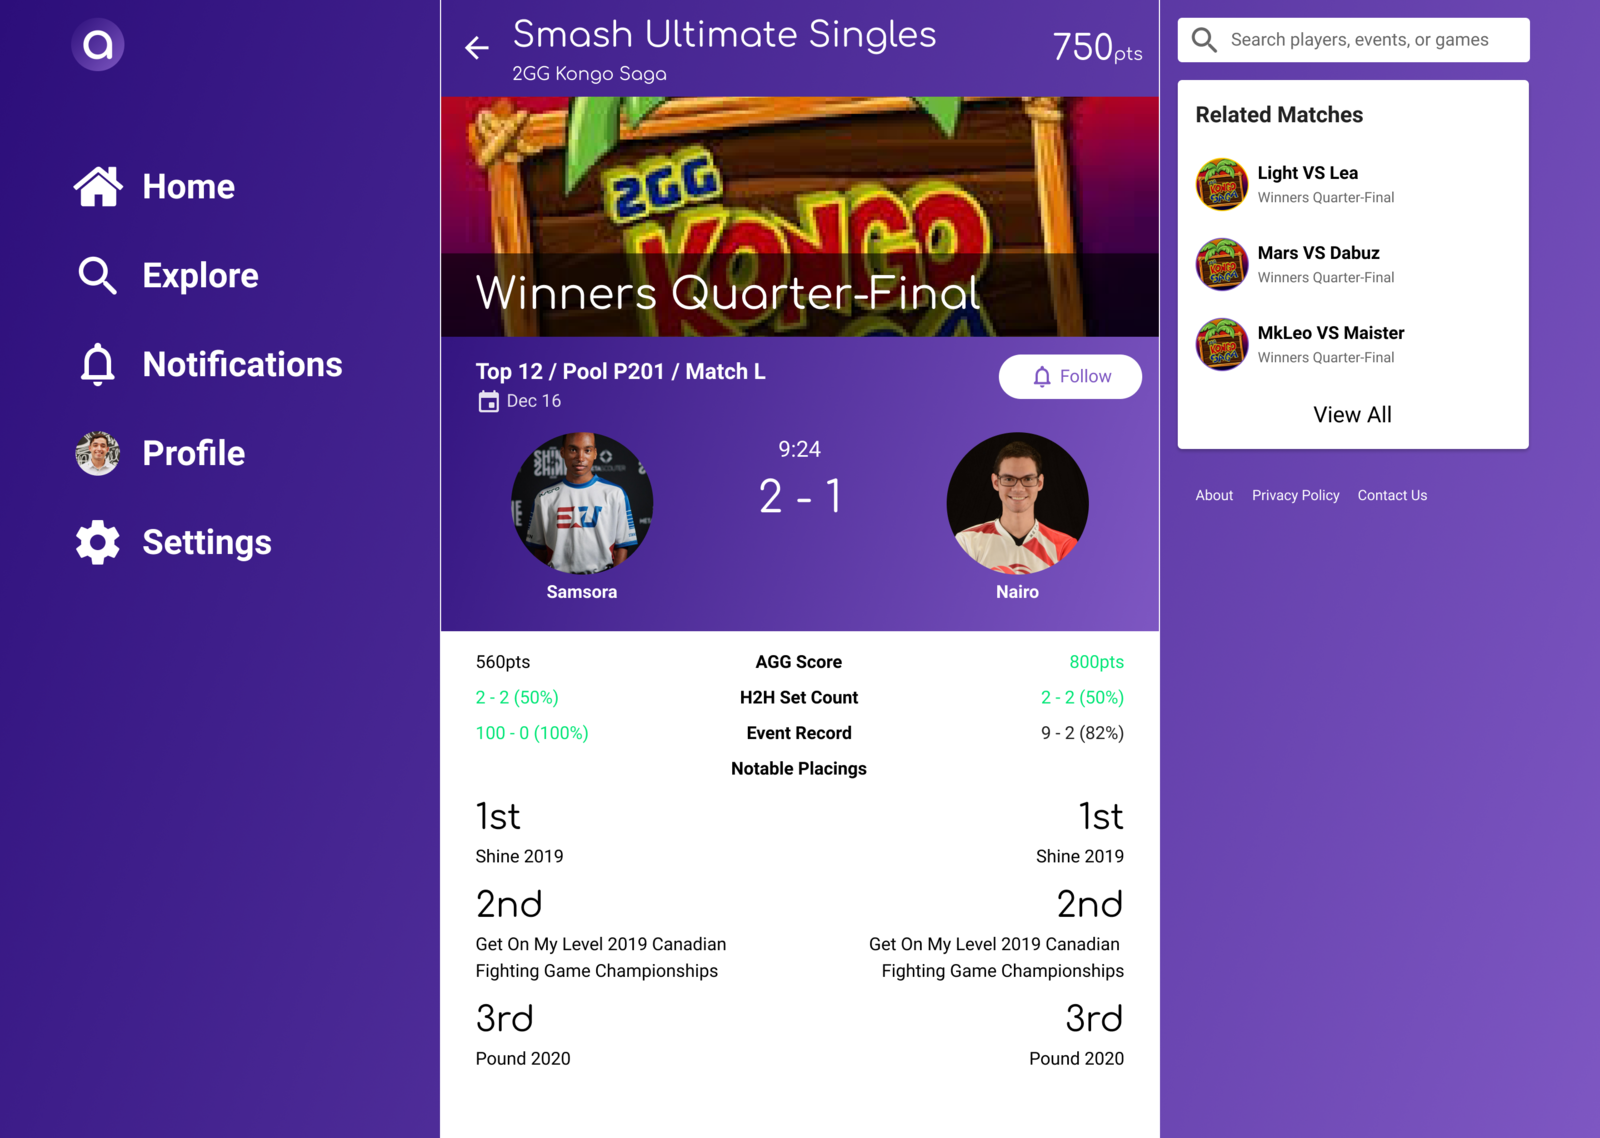 a
Home
Explore
Notifications
Profile
Settings
Smash Ultimate Singles
2GG Kongo Saga
750pts
2GG
KONGO
Winners Quarter-Final
Top 12 / Pool P201 / Match L
Dec 16
Follow
9:24
2 - 1
Samsora
Nairo
560pts AGG Score 800pts
2 - 2 (50%) H2H Set Count 2 - 2 (50%)
100 - 0 (100%) Event Record 9 - 2 (82%)
Notable Placings
1st 1st
Shine 2019 Shine 2019
2nd 2nd
Get On My Level 2019 Canadian Get On My Level 2019 Canadian
Fighting Game Championships Fighting Game Championships
3rd 3rd
Pound 2020 Pound 2020
Search players, events, or games
Related Matches
Light VS Lea
Winners Quarter-Final
Mars VS Dabuz
Winners Quarter-Final
MkLeo VS Maister
Winners Quarter-Final
View All
About Privacy Policy Contact Us